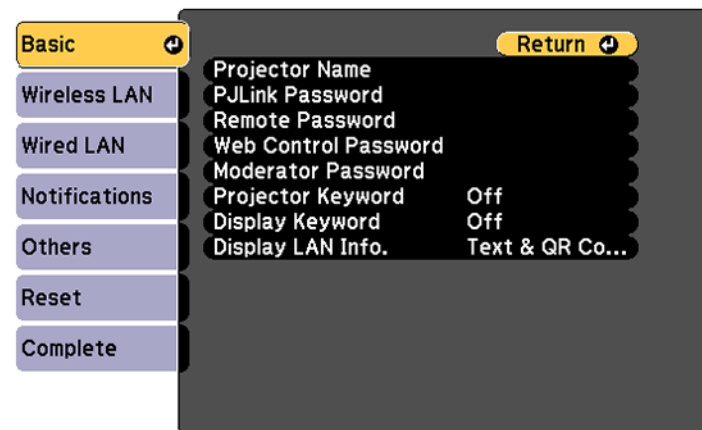 Basic
Wireless LAN
Wired LAN
Notifications
Others
Reset
Complete
Return
Projector Name
PJLink Password
Remote Password
Web Control Password
Moderator Password
Projector Keyword Off
Display Keyword Off
Display LAN Info. Text & QR Co...